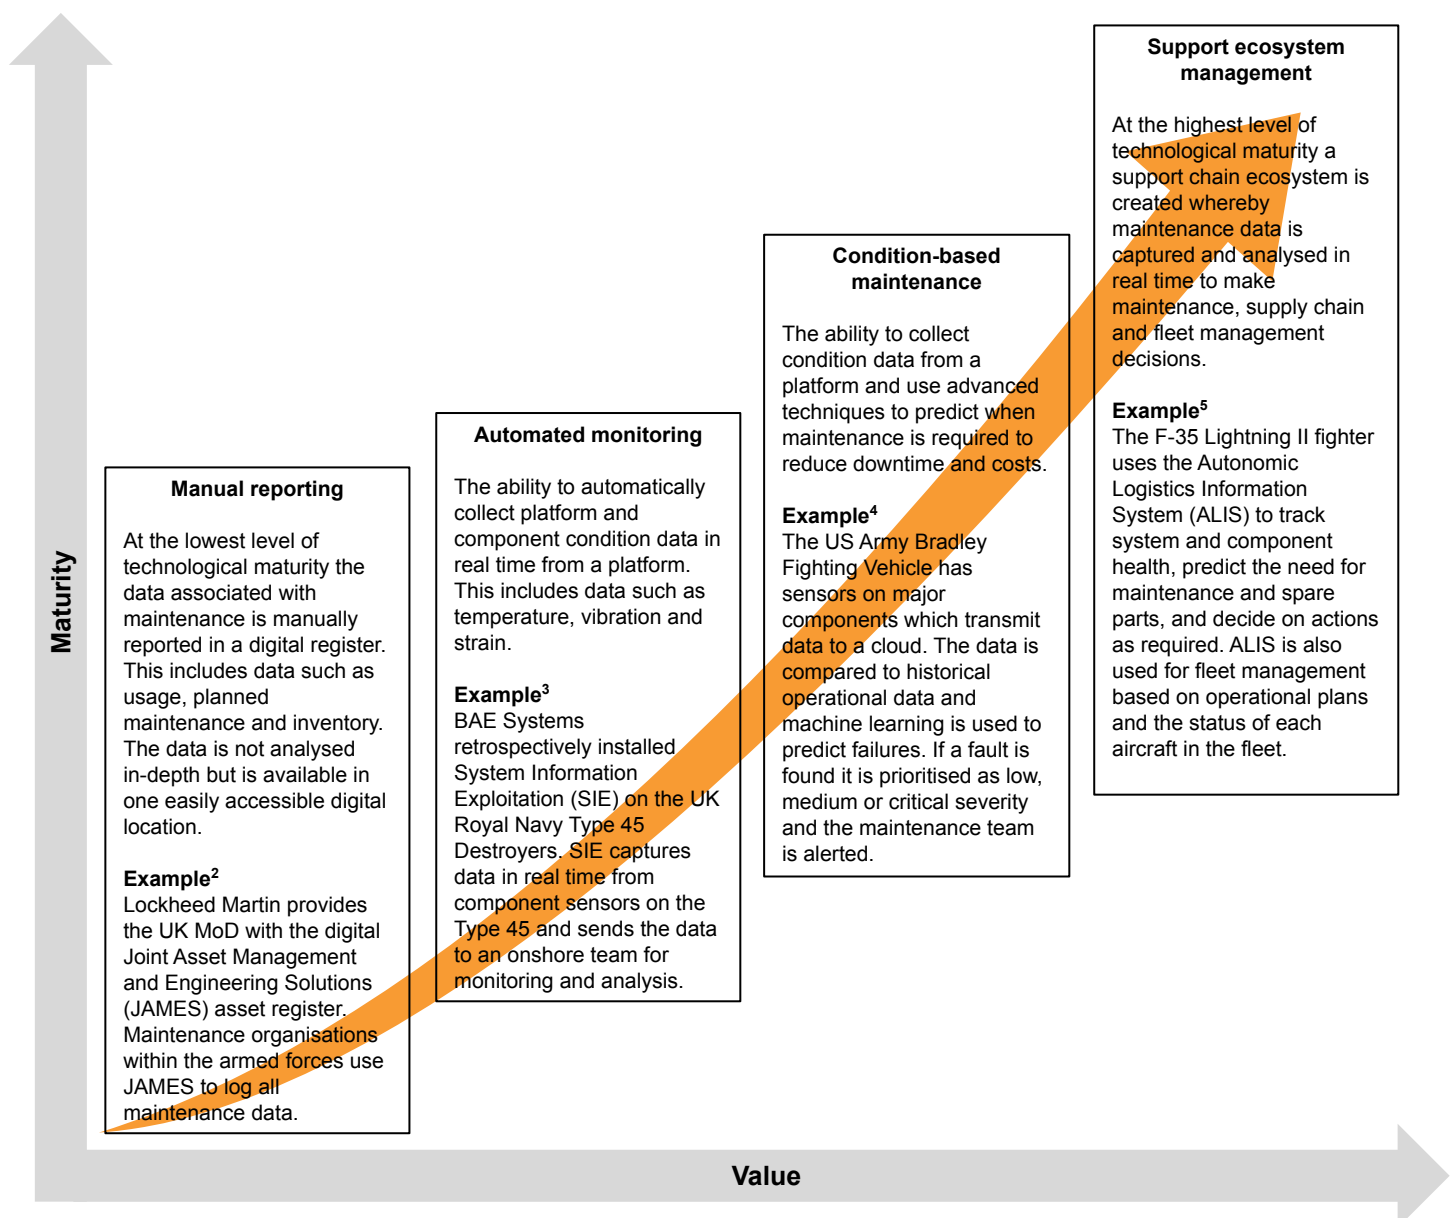 Maturity
Manual reporting
At the lowest level of
technological maturity the
data associated with
maintenance is manually
reported in a digital register.
This includes data such as
usage, planned
maintenance and inventory.
The data is not analysed
in-depth but is available in
one easily accessible digital
location.
Example²
Lockheed Martin provides
the UK MoD with the digital
Joint Asset Management
and Engineering Solutions
(JAMES) asset register.
Maintenance organisations
within the armed forces use
JAMES to log all
maintenance data.
Automated monitoring
The ability to automatically
collect platform and
component condition data in
real time from a platform.
This includes data such as
temperature, vibration and
strain.
Example³
BAE Systems
retrospectively installed
System Information
Exploitation (SIE) on the UK
Royal Navy Type 45
Destroyers. SIE captures
data in real time from
component sensors on the
Type 45 and sends the data
to an onshore team for
monitoring and analysis.
Condition-based
maintenance
The ability to collect
condition data from a
platform and use advanced
techniques to predict when
maintenance is required to
reduce downtime and costs.
Example⁴
The US Army Bradley
Fighting Vehicle has
sensors on major
components which transmit
data to a cloud. The data is
compared to historical
operational data and
machine learning is used to
predict failures. If a fault is
found it is prioritised as low,
medium or critical severity
and the maintenance team
is alerted.
Support ecosystem
management
At the highest level of
technological maturity a
support chain ecosystem is
created whereby
maintenance data is
captured and analysed in
real time to make
maintenance, supply chain
and fleet management
decisions.
Example⁵
The F-35 Lightning II fighter
uses the Autonomic
Logistics Information
System (ALIS) to track
system and component
health, predict the need for
maintenance and spare
parts, and decide on actions
as required. ALIS is also
used for fleet management
based on operational plans
and the status of each
aircraft in the fleet.
Value